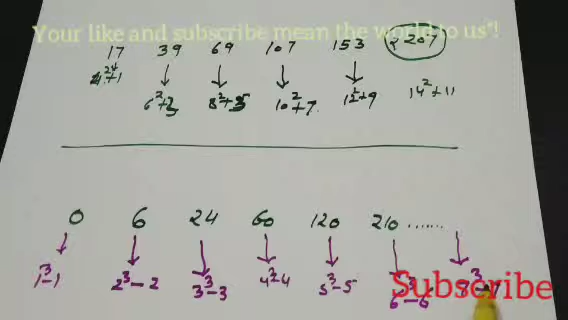 Your like and subscribe mean the world to us"!
17 39 69 107 153 207
4²+1 6²+3 8²+5 10²+7 12²+9 14²+11
0 6 24 60 120 210 ......
1³-1 2³-2 3³-3 4³-4 5³-5 6³-6
Subscribe